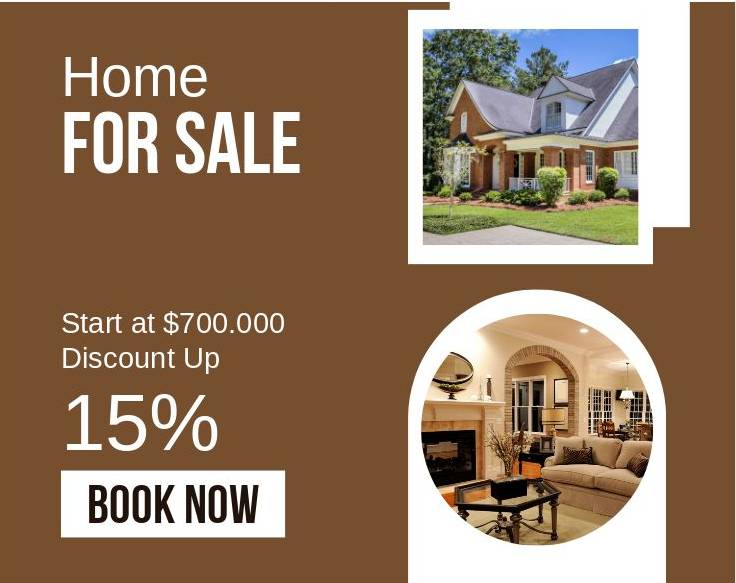 Home
FOR SALE
Start at $700.000
Discount Up
15%
BOOK NOW